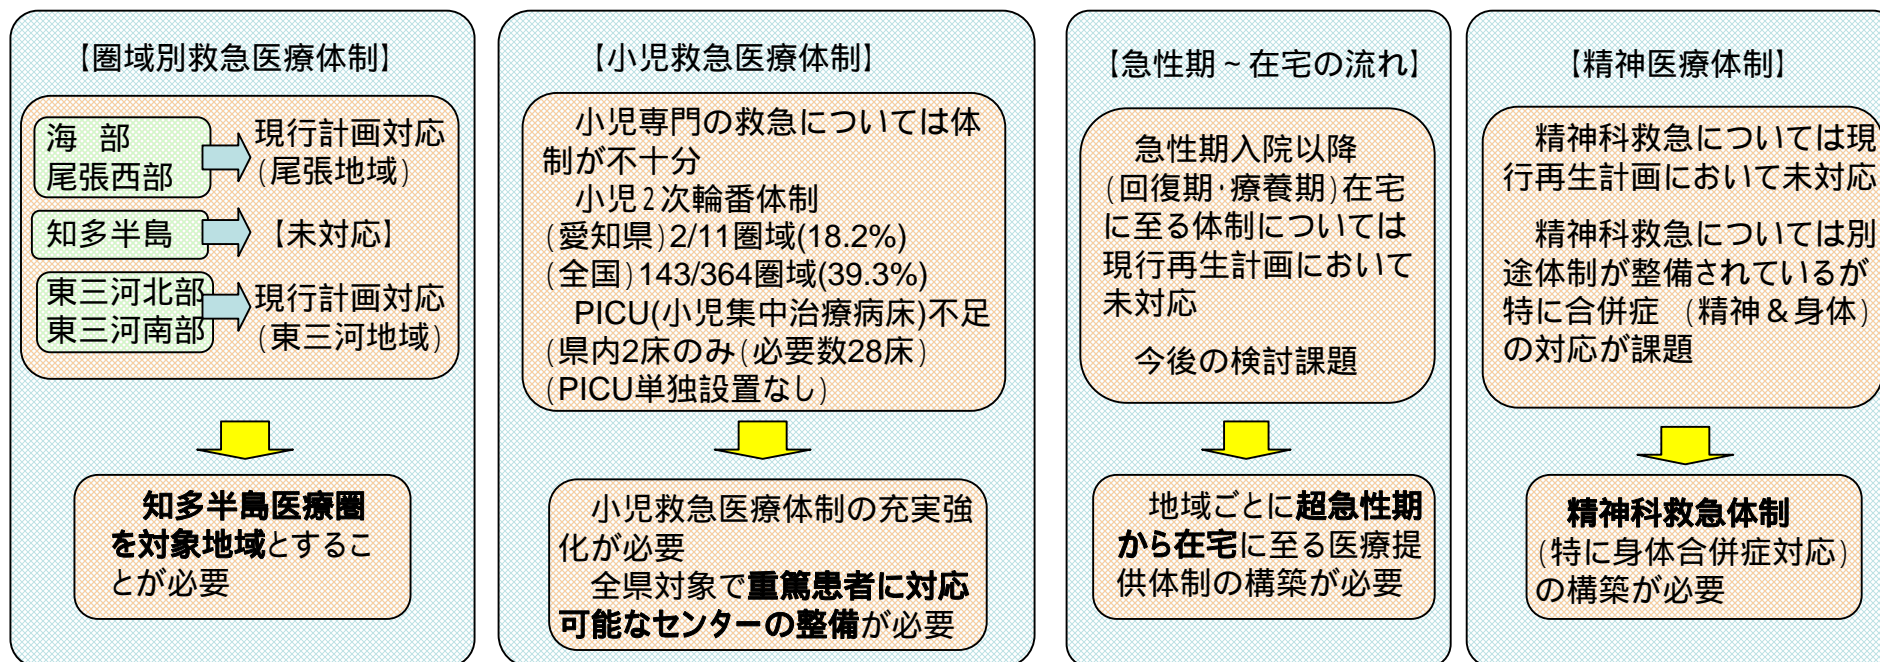 【圏域別救急医療体制】
海　部
尾張西部
現行計画対応
(尾張地域)
知多半島
【未対応】
東三河北部
東三河南部
現行計画対応
(東三河地域)
知多半島医療圏
を対象地域とするこ
とが必要
【小児救急医療体制】
小児専門の救急については体
制が不十分
小児２次輪番体制
(愛知県)2/11圏域(18.2%)
(全国)143/364圏域(39.3%)
PICU(小児集中治療病床)不足
(県内2床のみ(必要数28床)
(PICU単独設置なし)
小児救急医療体制の充実強
化が必要
全県対象で重篤患者に対応
可能なセンターの整備が必要
【急性期～在宅の流れ】
急性期入院以降
(回復期・療養期)在宅
に至る体制については
現行再生計画において
未対応
今後の検討課題
地域ごとに超急性期
から在宅に至る医療提
供体制の構築が必要
【精神医療体制】
精神科救急については現
行再生計画において未対応
精神科救急については別
途体制が整備されているが
特に合併症　(精神＆身体)
の対応が課題
精神科救急体制
(特に身体合併症対応)
の構築が必要